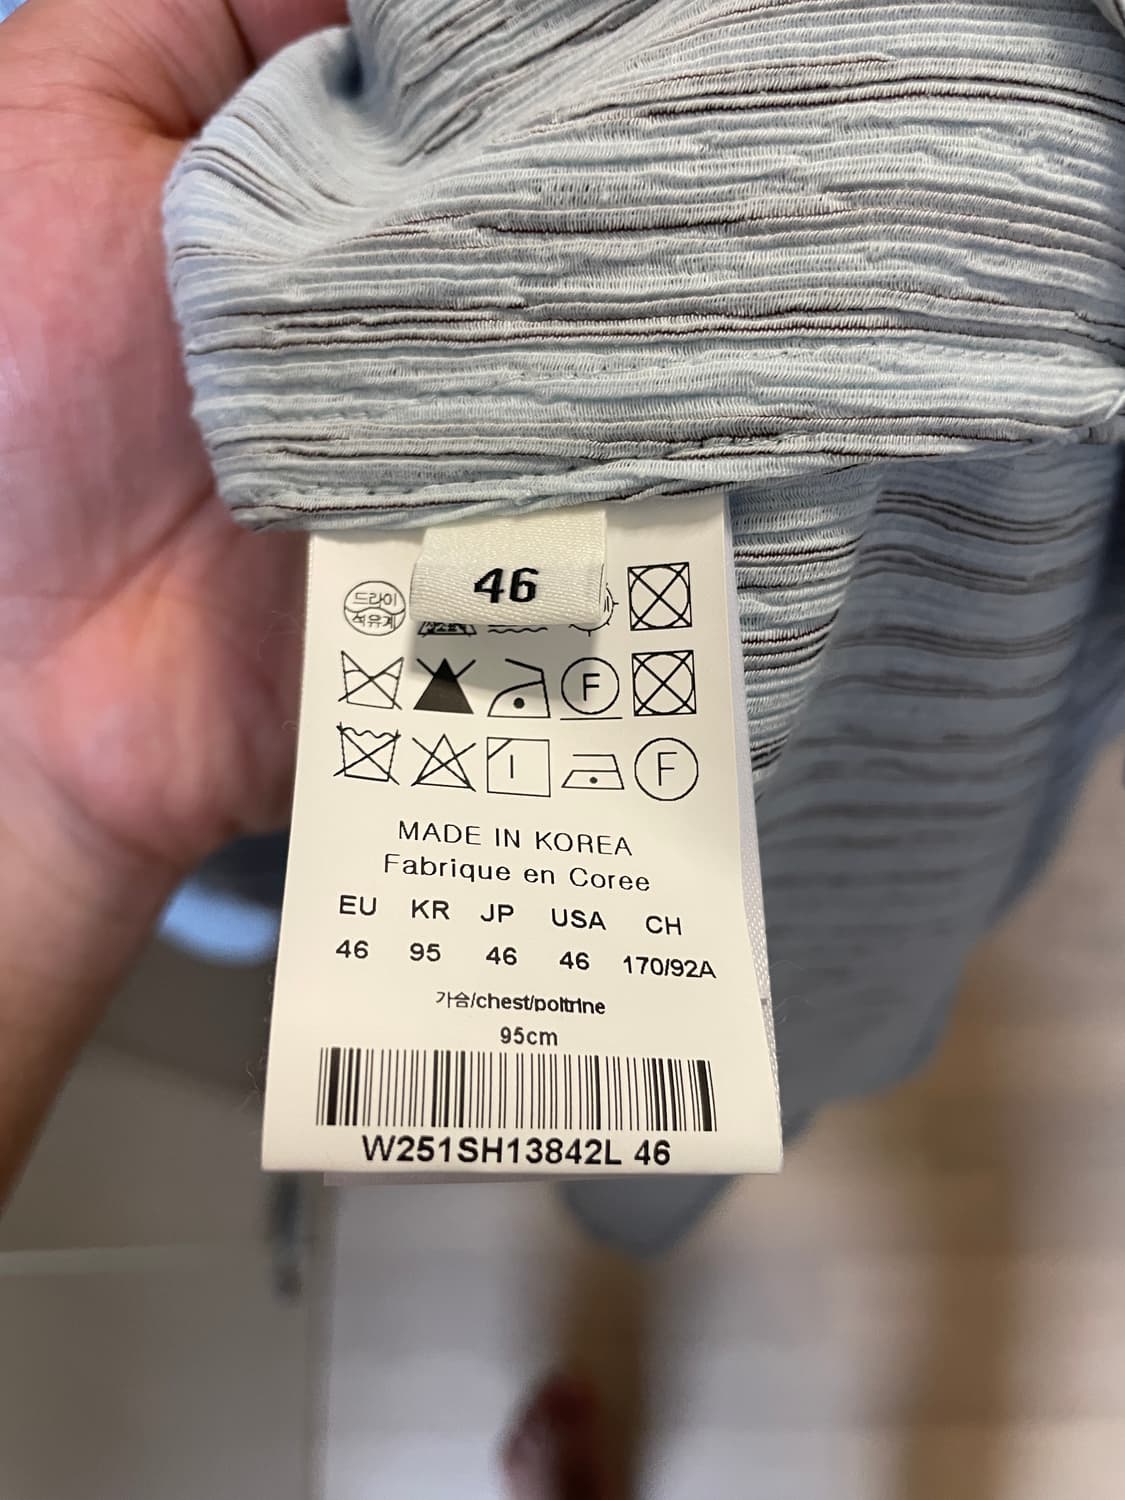 46
드라이
석유계
F
F
MADE IN KOREA
Fabrique en Coree
EU KR JP USA CH
46 95 46 46 170/92A
가슴/chest/poitrine
95cm
W251SH13842L 46